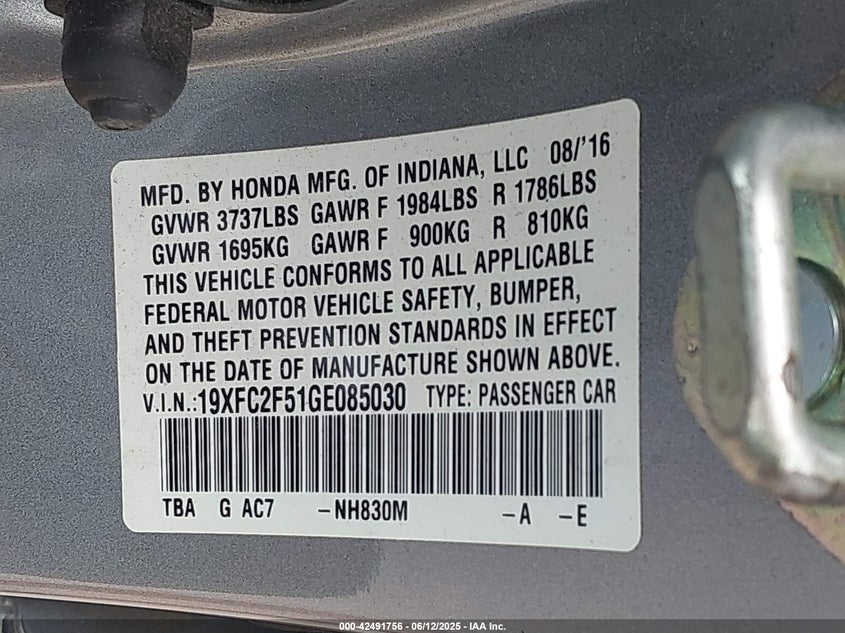 MFD. BY HONDA MFG. OF INDIANA, LLC 08/'16
GVWR 3737LBS GAWR F 1984LBS R 1786LBS
GVWR 1695KG GAWR F 900KG R 810KG
THIS VEHICLE CONFORMS TO ALL APPLICABLE
FEDERAL MOTOR VEHICLE SAFETY, BUMPER,
AND THEFT PREVENTION STANDARDS IN EFFECT
ON THE DATE OF MANUFACTURE SHOWN ABOVE.
V.I.N.:19XFC2F51GE085030 TYPE: PASSENGER CAR
TBA G AC7 -NH830M -A -E
000-42491756 - 06/12/2025 - IAA Inc.